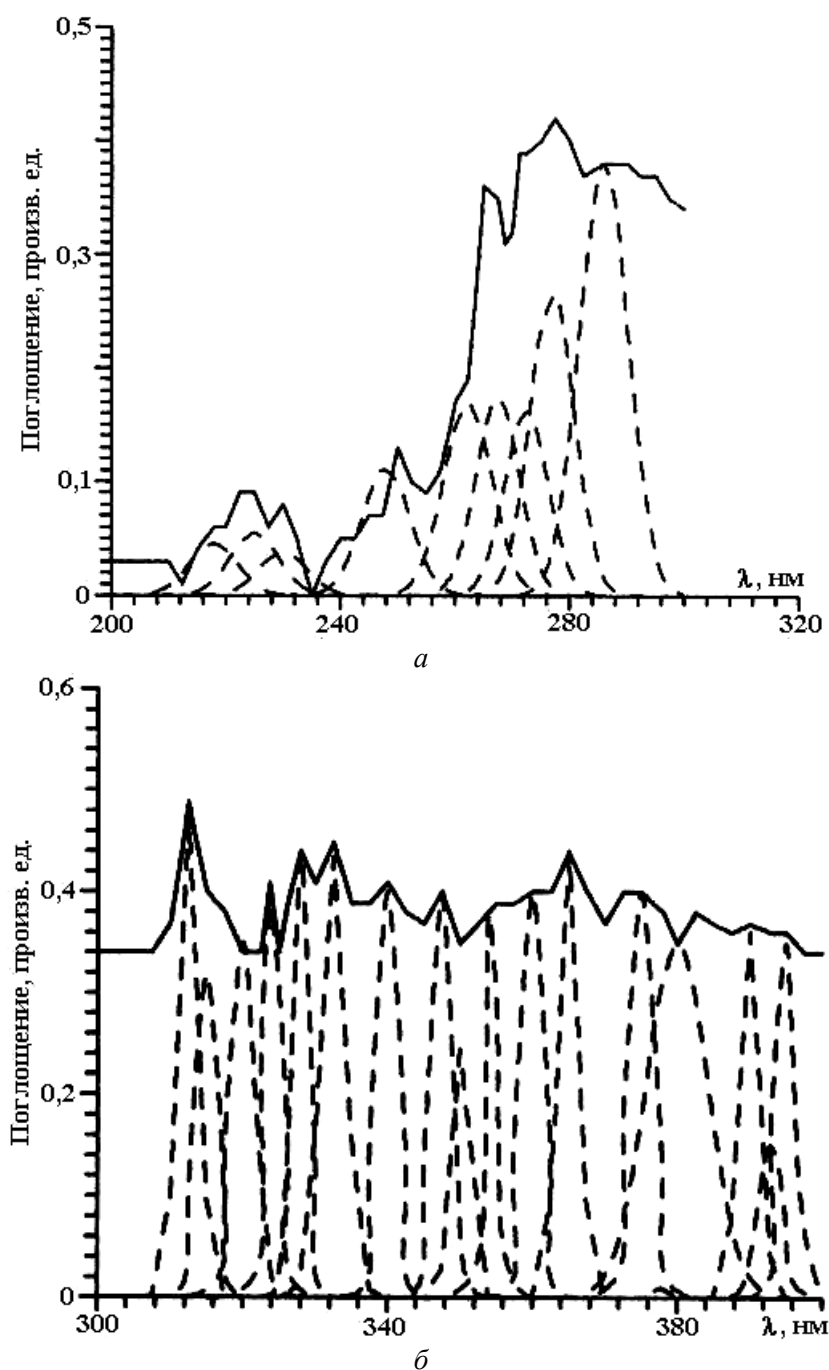 0,5
0,3
0,1
0
Поглощение, произв. ед.
200
240
280
320
λ, нм
а
0,6
0,4
0,2
0
Поглощение, произв. ед.
300
340
380
λ, нм
б